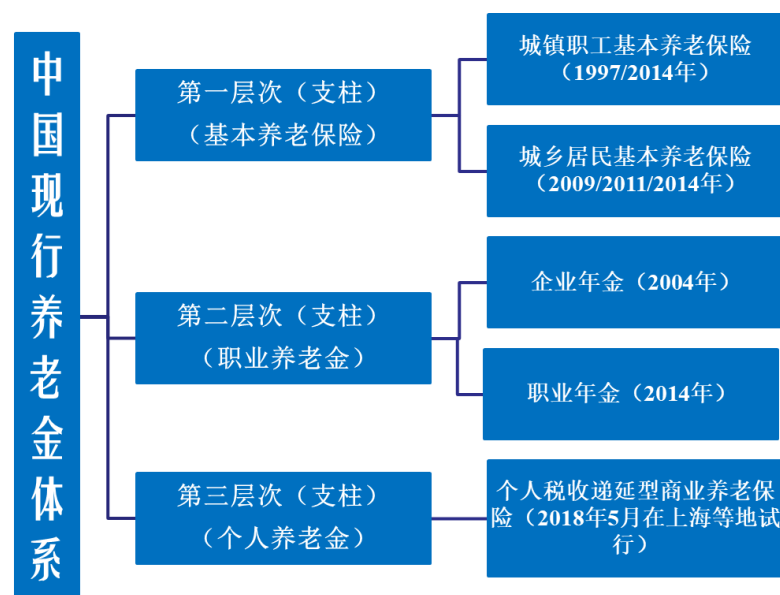 中国现行养老金体系
第一层次（支柱）
（基本养老保险）
城镇职工基本养老保险
（1997/2014年）
城乡居民基本养老保险
（2009/2011/2014年）
第二层次（支柱）
（职业养老金）
企业年金（2004年）
职业年金（2014年）
第三层次（支柱）
（个人养老金）
个人税收递延型商业养老保
险（2018年5月在上海等地试
行）